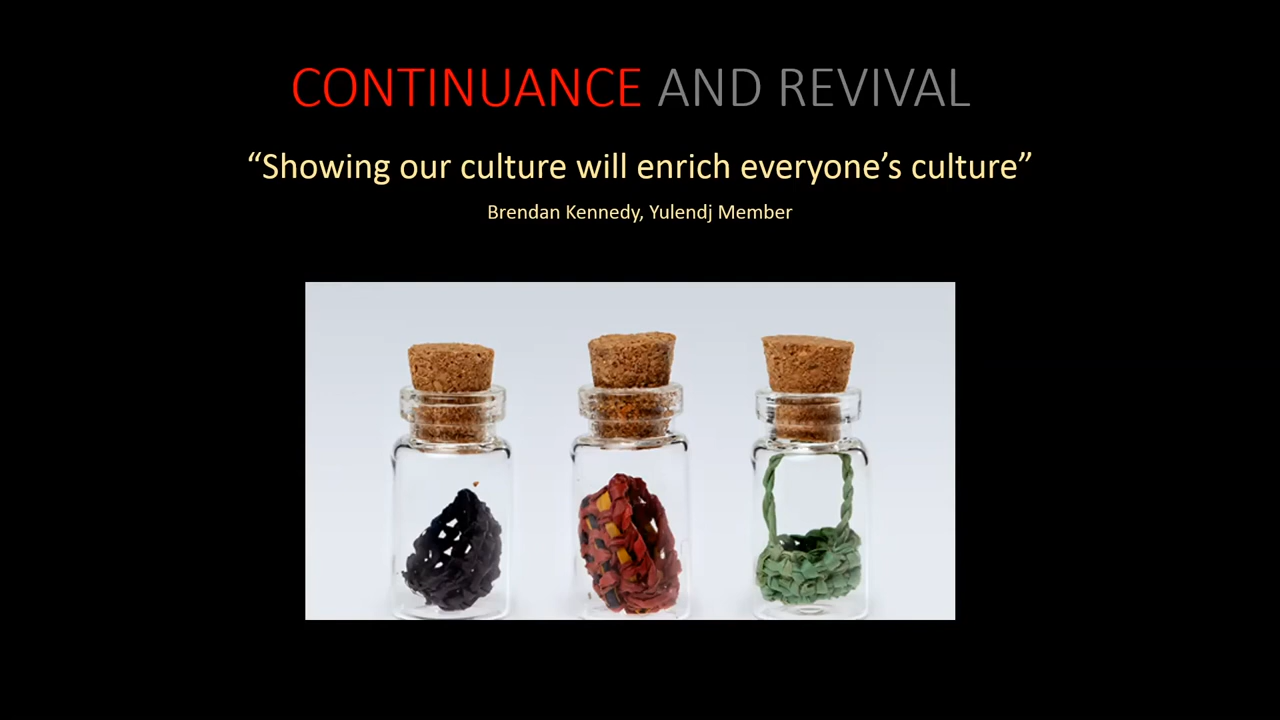 CONTINUANCE AND REVIVAL
“Showing our culture will enrich everyone’s culture”
Brendan Kennedy, Yulendj Member